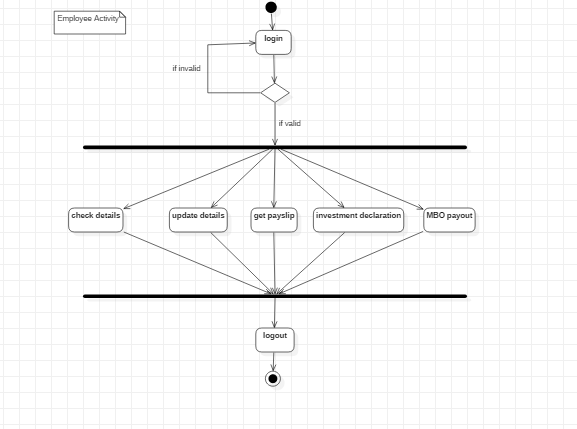 Employee Activity
login
if invalid
if valid
check details
update details
get payslip
investment declaration
MBO payout
logout